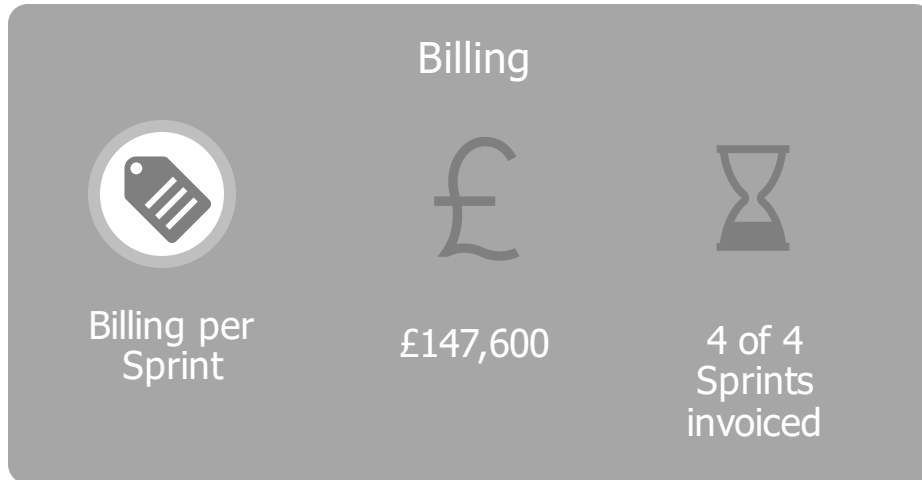 Billing
Billing per
Sprint
£147,600
4 of 4
Sprints
invoiced